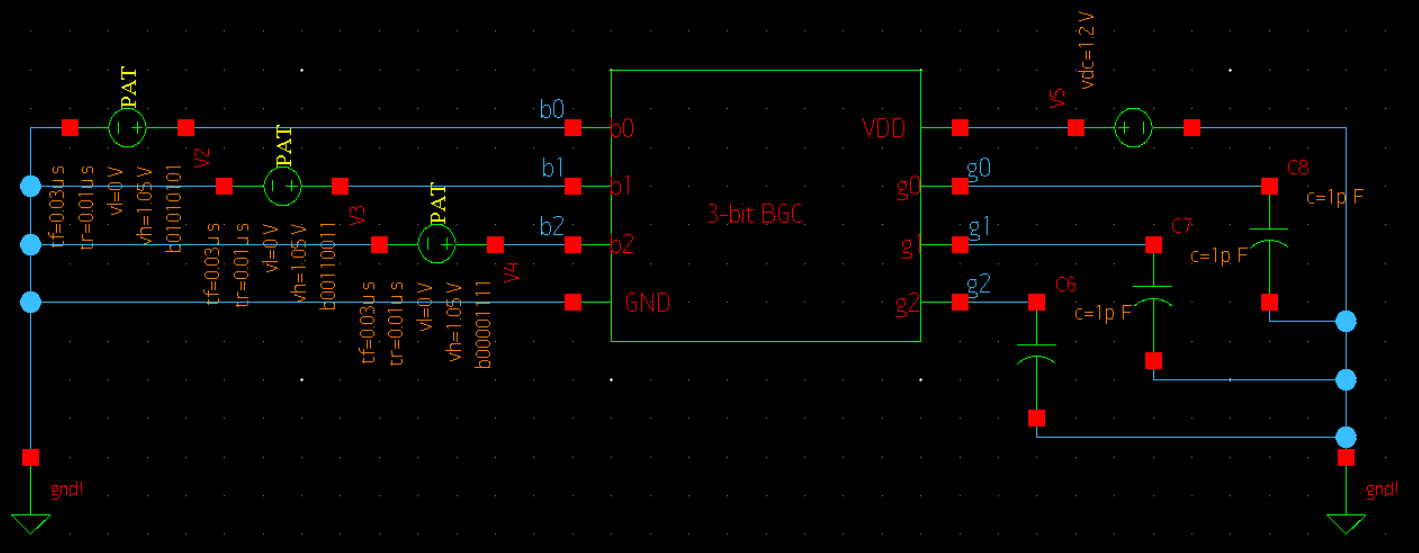 PAT
V2
tf=0.03u s
tr=0.01u s
vl=0 V
vh=1.05 V
b01010101
PAT
V3
tf=0.03u s
tr=0.01u s
vl=0 V
vh=1.05 V
b00110011
PAT
V4
tf=0.03u s
tr=0.01u s
vl=0 V
vh=1.05 V
b00001111
b0
b1
b2
b0
b1
b2
GND
3-bit BGC
VDD
g0
g1
g2
g0
g1
g2
V5
vdc=1.2 V
C8
c=1p F
C7
c=1p F
C6
c=1p F
gnd!
gnd!